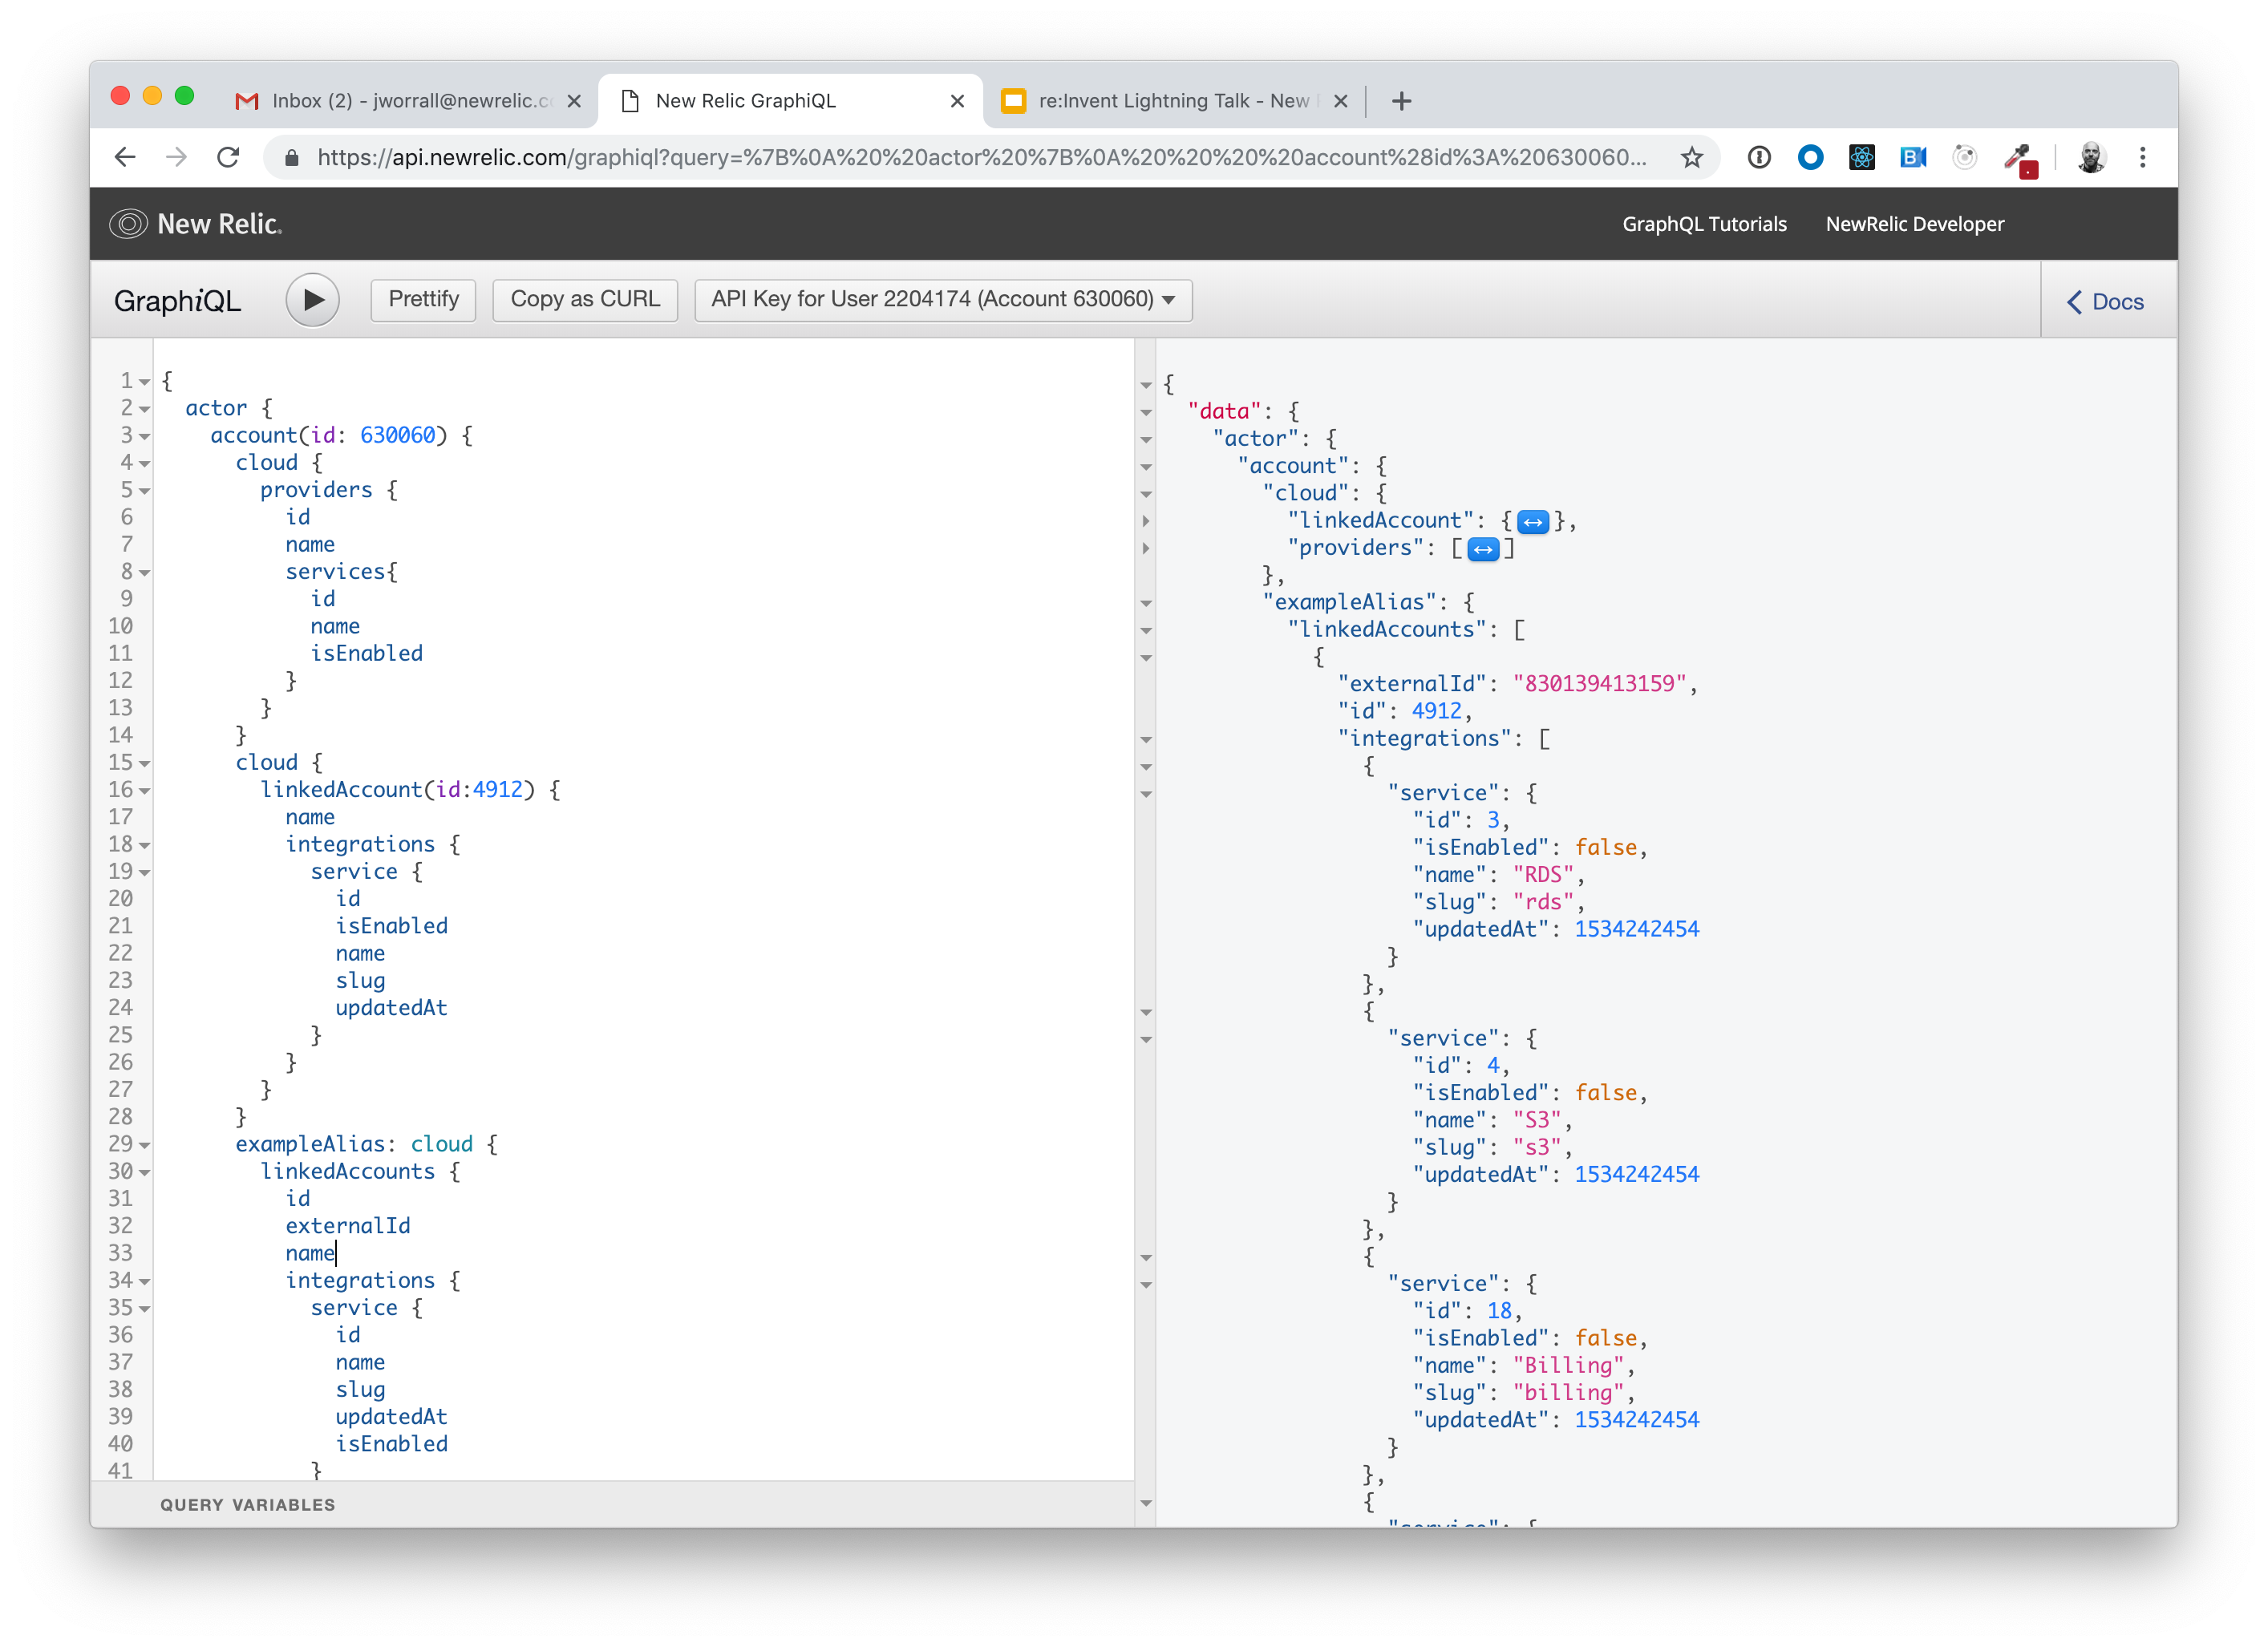 Inbox (2) - jworrall@newrelic.c
New Relic GraphiQL
re:Invent Lightning Talk - New
https://api.newrelic.com/graphiql?query=%7B%0A%20%20actor%20%7B%0A%20%20%20%20account%28id%3A%20630060...
New Relic.
GraphQL Tutorials
NewRelic Developer
GraphiQL
Prettify
Copy as CURL
API Key for User 2204174 (Account 630060)
Docs
1 {
2 actor {
3 account(id: 630060) {
4 cloud {
5 providers {
6 id
7 name
8 services{
9 id
10 name
11 isEnabled
12 }
13 }
14 }
15 cloud {
16 linkedAccount(id:4912) {
17 name
18 integrations {
19 service {
20 id
21 isEnabled
22 name
23 slug
24 updatedAt
25 }
26 }
27 }
28 }
29 exampleAlias: cloud {
30 linkedAccounts {
31 id
32 externalId
33 name
34 integrations {
35 service {
36 id
37 name
38 slug
39 updatedAt
40 isEnabled
41 }
QUERY VARIABLES
{
"data": {
"actor": {
"account": {
"cloud": {
"linkedAccount": {↔},
"providers": [↔]
},
"exampleAlias": {
"linkedAccounts": [
{
"externalId": "830139413159",
"id": 4912,
"integrations": [
{
"service": {
"id": 3,
"isEnabled": false,
"name": "RDS",
"slug": "rds",
"updatedAt": 1534242454
}
},
{
"service": {
"id": 4,
"isEnabled": false,
"name": "S3",
"slug": "s3",
"updatedAt": 1534242454
}
},
{
"service": {
"id": 18,
"isEnabled": false,
"name": "Billing",
"slug": "billing",
"updatedAt": 1534242454
}
},
{
"service": {